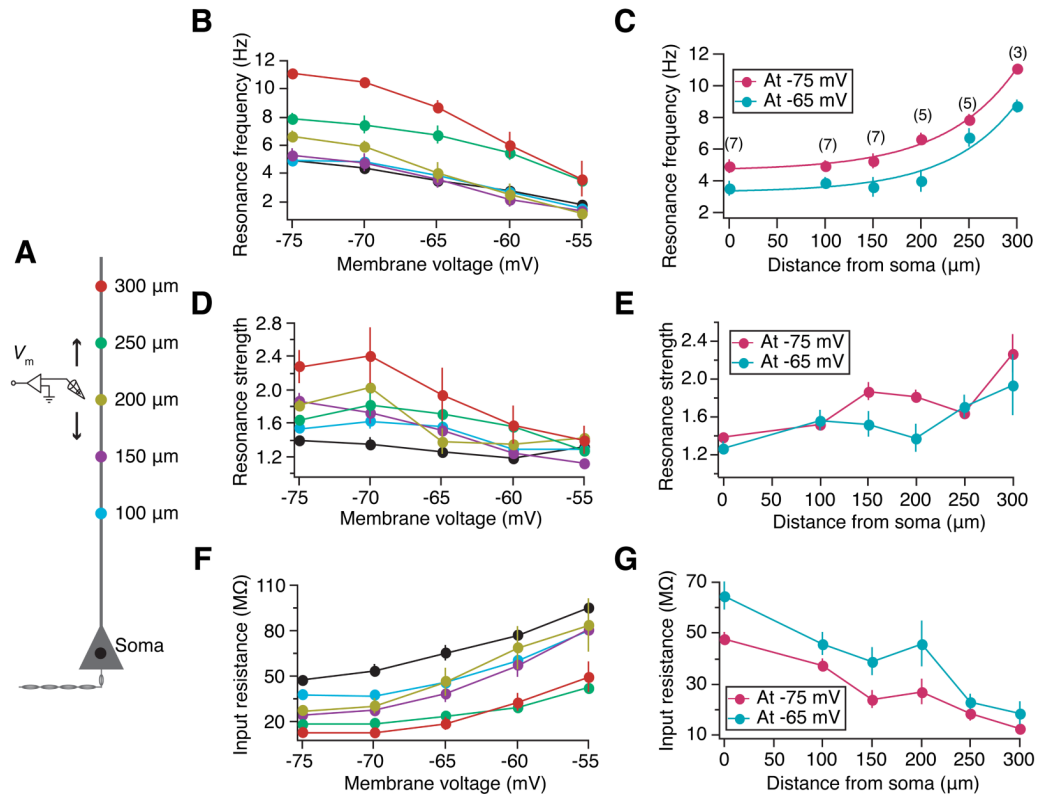 A
300 µm
250 µm
200 µm
150 µm
100 µm
Vm
Soma
B
Resonance frequency (Hz)
12
10
8
6
4
2
-75 -70 -65 -60 -55
Membrane voltage (mV)
C
Resonance frequency (Hz)
12
10
8
6
4
2
At -75 mV
At -65 mV
(7) (7) (7) (5) (5) (3)
0 50 100 150 200 250 300
Distance from soma (µm)
D
Resonance strength
2.8
2.4
2.0
1.6
1.2
-75 -70 -65 -60 -55
Membrane voltage (mV)
E
Resonance strength
2.4
2.0
1.6
1.2
At -75 mV
At -65 mV
0 50 100 150 200 250 300
Distance from soma (µm)
F
Input resistance (MΩ)
110
80
50
20
-75 -70 -65 -60 -55
Membrane voltage (mV)
G
Input resistance (MΩ)
70
50
30
10
At -75 mV
At -65 mV
0 50 100 150 200 250 300
Distance from soma (µm)